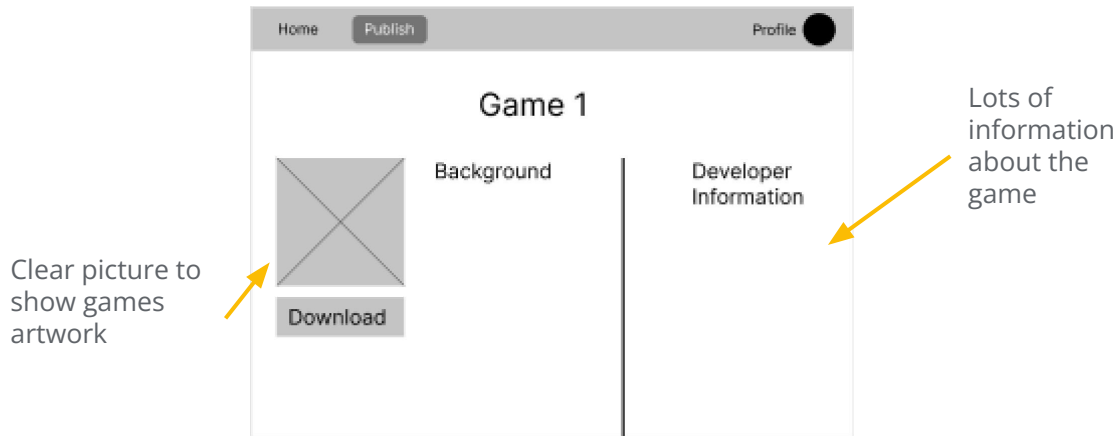 Home Publish Profile
Game 1
Lots of
information
about the
game
Background
Developer
Information
Clear picture to
show games
artwork
Download